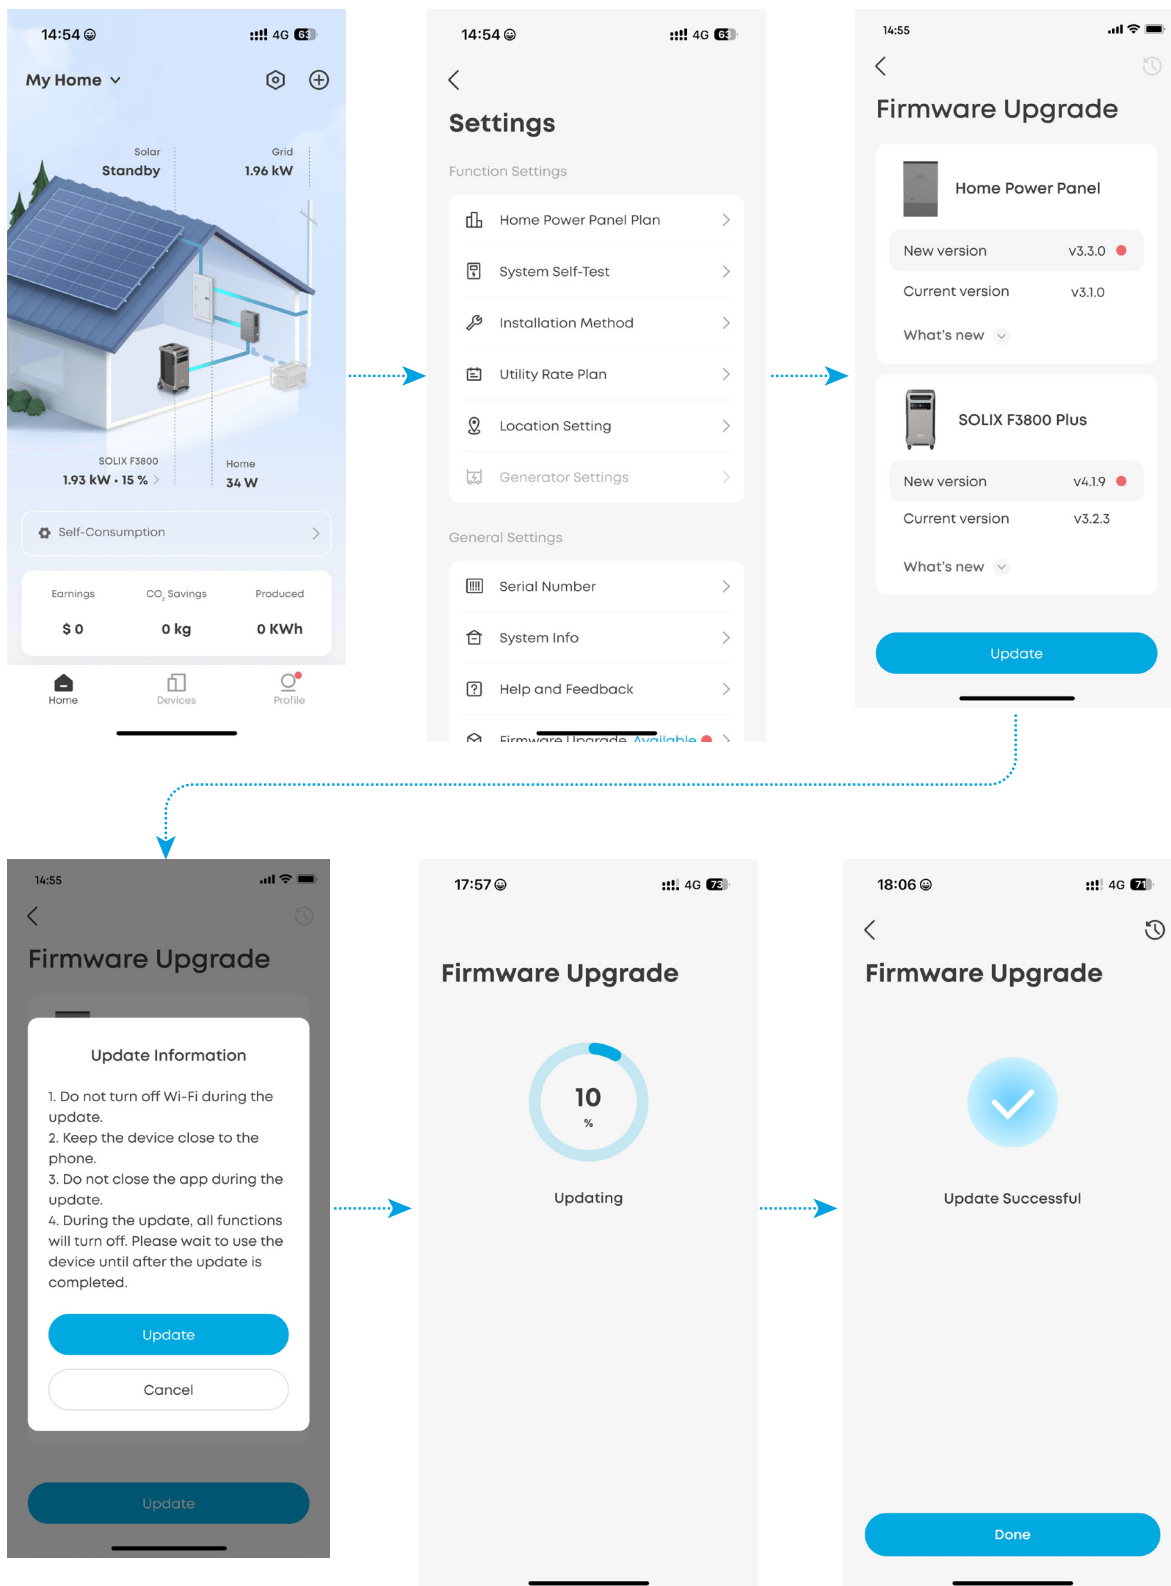 14:54 4G 63
My Home
Solar
Standby
Grid
1.96 kW
SOLIX F3800
1.93 kW • 15 %
Home
34 W
Self-Consumption
Earnings CO2 Savings Produced
$ 0 0 kg 0 KWh
Home Devices Profile
14:54 4G 63
Settings
Function Settings
Home Power Panel Plan
System Self-Test
Installation Method
Utility Rate Plan
Location Setting
Generator Settings
General Settings
Serial Number
System Info
Help and Feedback
Firmware Upgrade Available
14:55
Firmware Upgrade
Home Power Panel
New version v3.3.0
Current version v3.1.0
What's new
SOLIX F3800 Plus
New version v4.1.9
Current version v3.2.3
What's new
Update
14:55
Firmware Upgrade
Update Information
1. Do not turn off Wi-Fi during the
update.
2. Keep the device close to the
phone.
3. Do not close the app during the
update.
4. During the update, all functions
will turn off. Please wait to use the
device until after the update is
completed.
Update
Cancel
Update
17:57 4G 73
Firmware Upgrade
10
%
Updating
18:06 4G 71
Firmware Upgrade
Update Successful
Done